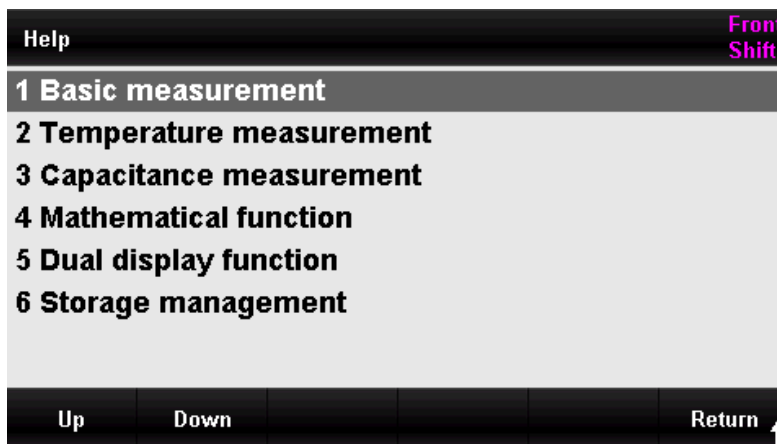 Help
Front
Shift
1 Basic measurement
2 Temperature measurement
3 Capacitance measurement
4 Mathematical function
5 Dual display function
6 Storage management
Up Down Return